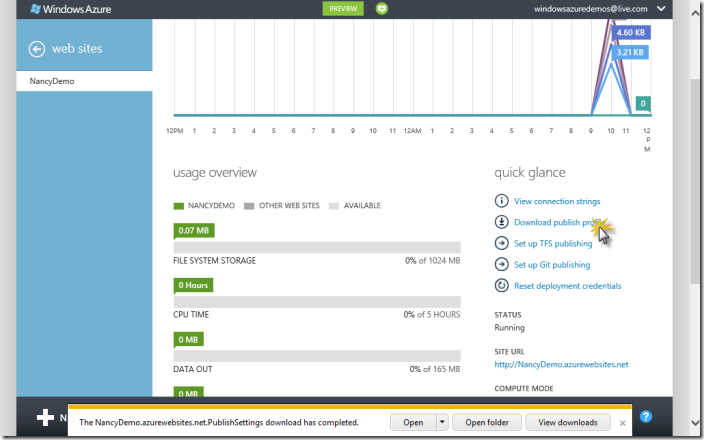 Windows Azure
PREVIEW
windowsazuredemos@live.com
web sites
NancyDemo
4.60 KB
3.21 KB
0
12PM 1 2 3 4 5 6 7 8 9 10 11 12AM 1 2 3 4 5 6 7 8 9 10 11 12 PM
usage overview
NANCYDEMO OTHER WEB SITES AVAILABLE
0.07 MB
FILE SYSTEM STORAGE 0% of 1024 MB
0 Hours
CPU TIME 0% of 5 HOURS
0 MB
DATA OUT 0% of 165 MB
0 MB
quick glance
View connection strings
Download publish
Set up TFS publishing
Set up Git publishing
Reset deployment credentials
STATUS
Running
SITE URL
http://NancyDemo.azurewebsites.net
COMPUTE MODE
N
The NancyDemo.azurewebsites.net.PublishSettings download has completed.
Open
Open folder
View downloads
×
?